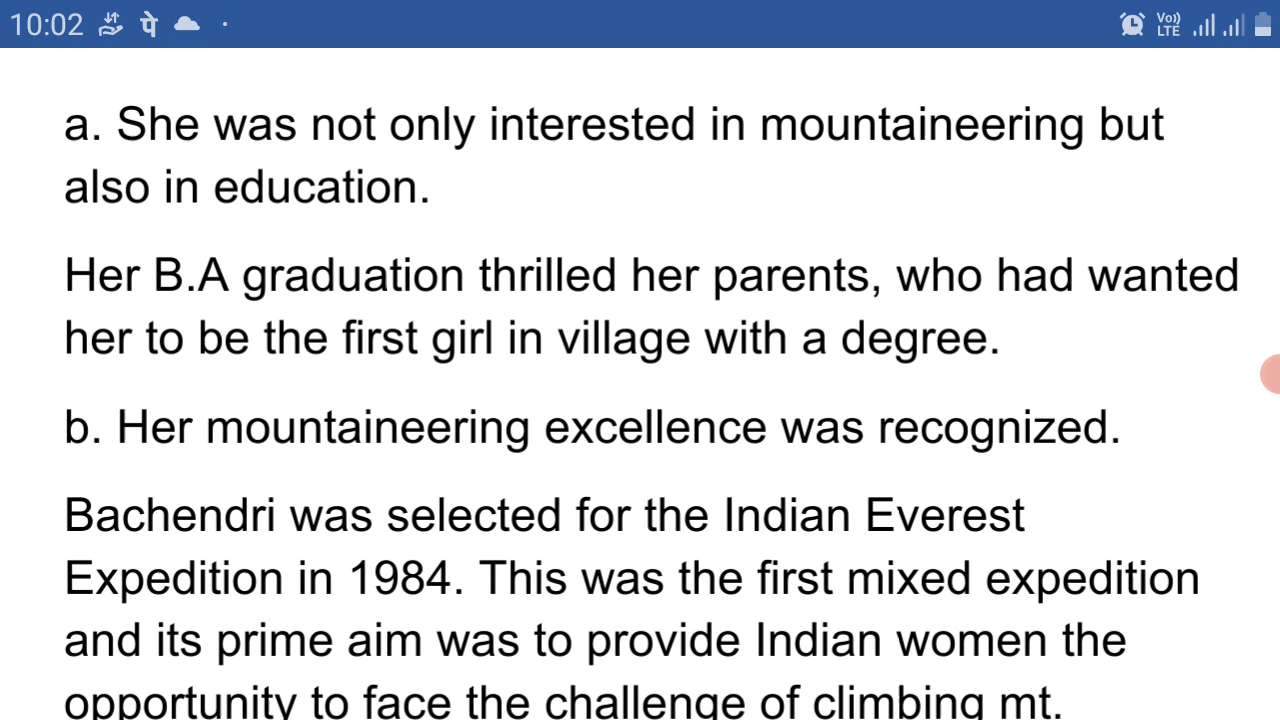 10:02 पे Vo)) LTE
a. She was not only interested in mountaineering but
also in education.
Her B.A graduation thrilled her parents, who had wanted
her to be the first girl in village with a degree.
b. Her mountaineering excellence was recognized.
Bachendri was selected for the Indian Everest
Expedition in 1984. This was the first mixed expedition
and its prime aim was to provide Indian women the
opportunity to face the challenge of climbing mt.